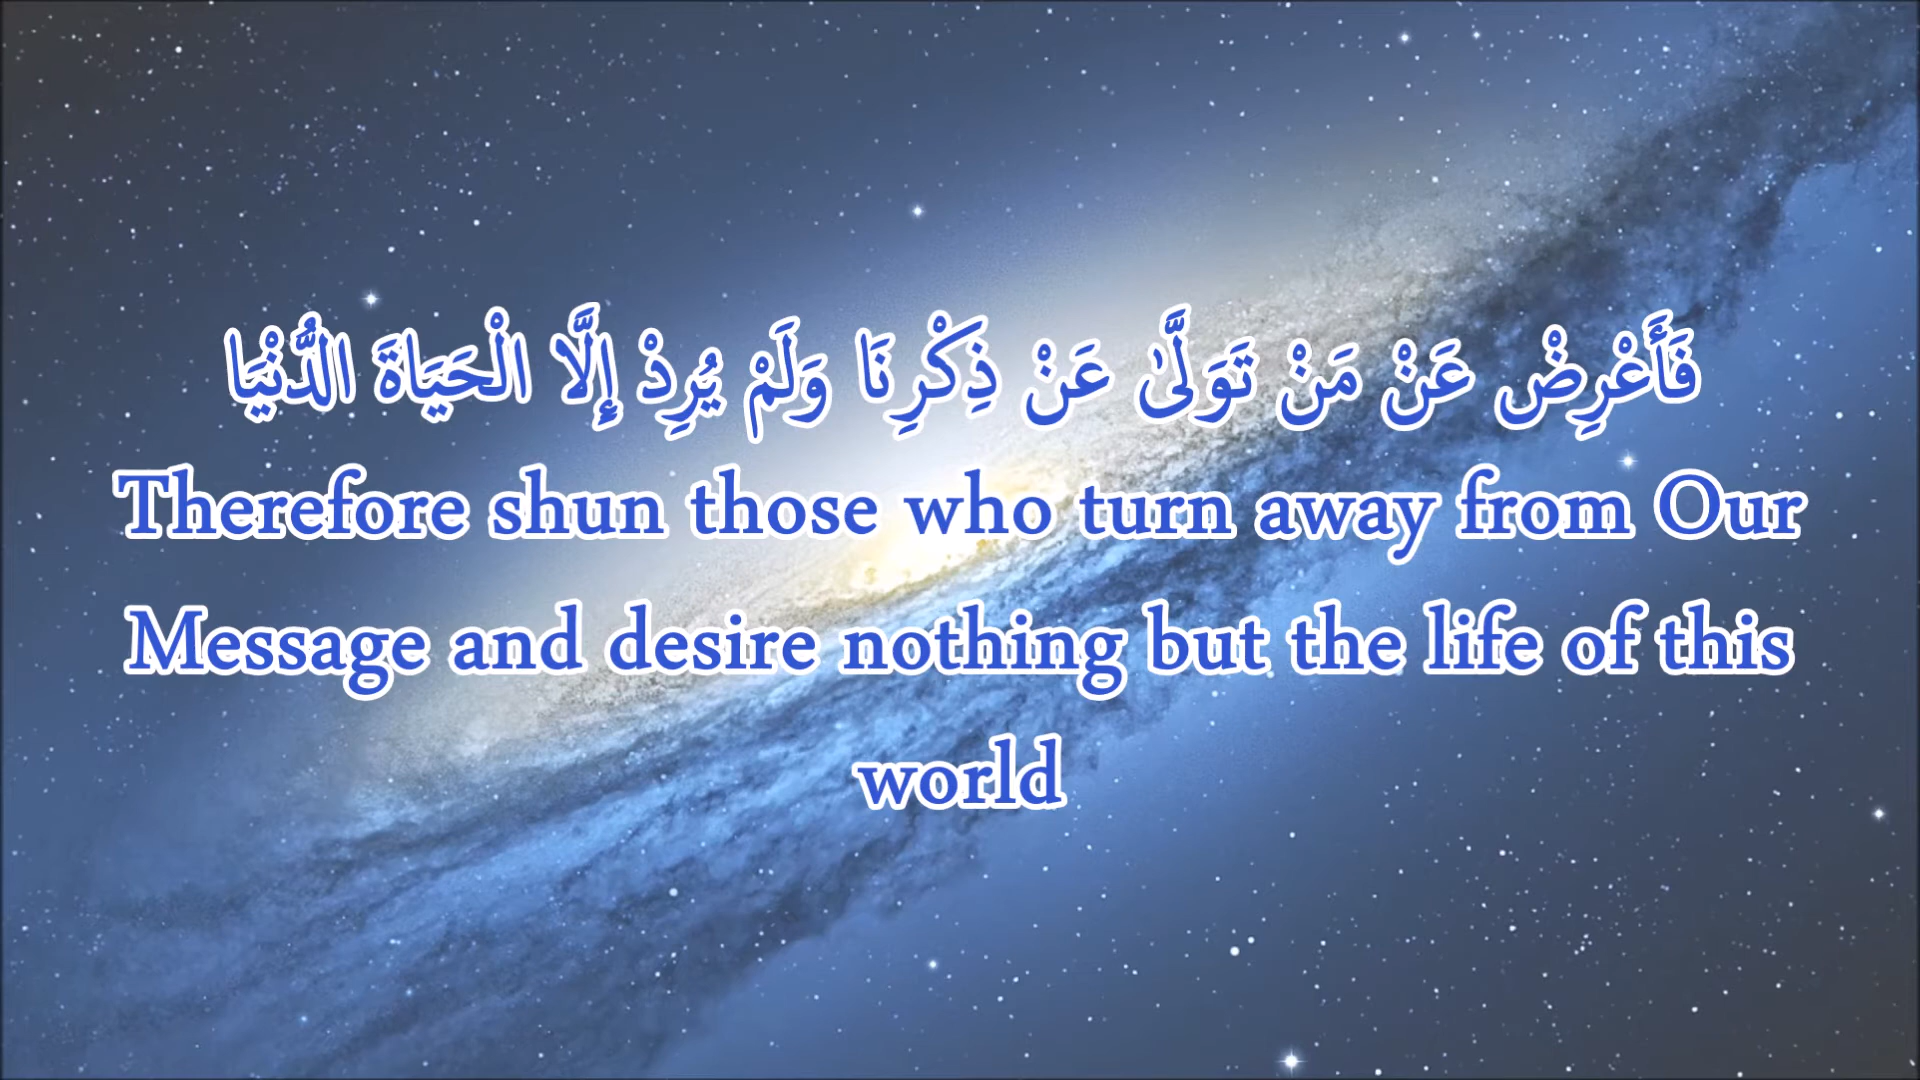 فَأَعْرِضْ عَنْ مَنْ تَوَلَّىٰ عَنْ ذِكْرِنَا وَلَمْ يُرِدْ إِلَّا الْحَيَاةَ الدُّنْيَا
Therefore shun those who turn away from Our
Message and desire nothing but the life of this
world